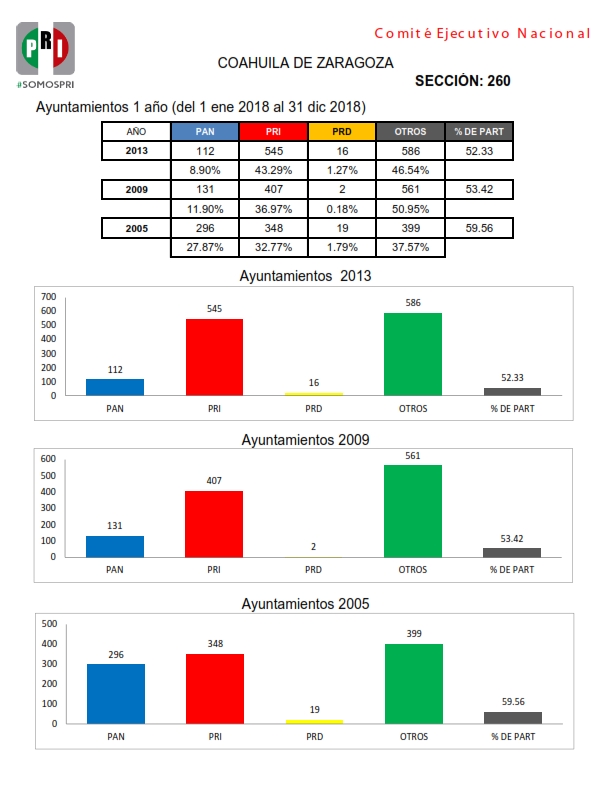 Comité Ejecutivo Nacional
PRI
#SOMOSPRI
COAHUILA DE ZARAGOZA
SECCIÓN: 260
Ayuntamientos 1 año (del 1 ene 2018 al 31 dic 2018)
AÑO PAN PRI PRD OTROS % DE PART
2013 112 545 16 586 52.33
8.90% 43.29% 1.27% 46.54%
2009 131 407 2 561 53.42
11.90% 36.97% 0.18% 50.95%
2005 296 348 19 399 59.56
27.87% 32.77% 1.79% 37.57%
Ayuntamientos 2013
700
600
500
400
300
200
100
0
112 545 16 586 52.33
PAN PRI PRD OTROS % DE PART
Ayuntamientos 2009
600
500
400
300
200
100
0
131 407 2 561 53.42
PAN PRI PRD OTROS % DE PART
Ayuntamientos 2005
500
400
300
200
100
0
296 348 19 399 59.56
PAN PRI PRD OTROS % DE PART